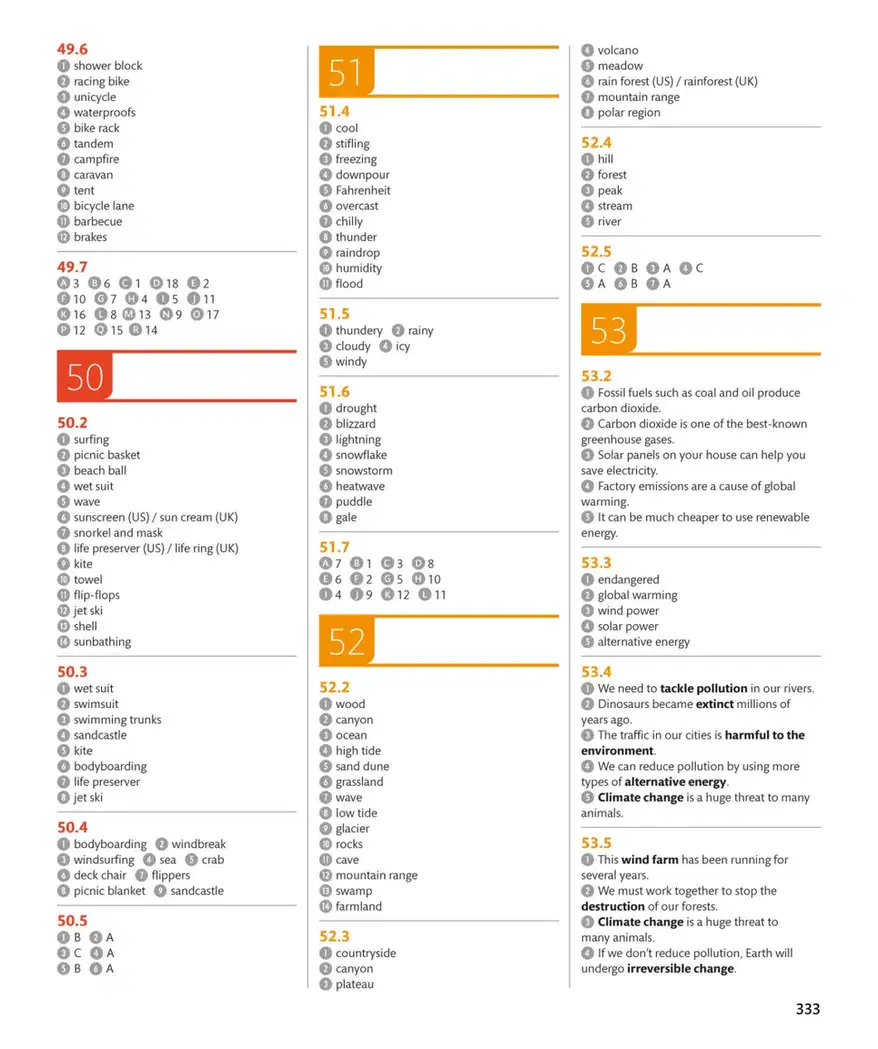 49.6
1 shower block
2 racing bike
3 unicycle
4 waterproofs
5 bike rack
6 tandem
7 campfire
8 caravan
9 tent
10 bicycle lane
11 barbecue
12 brakes
49.7
A 3 B 6 C 1 D 18 E 2
F 10 G 7 H 4 I 5 J 11
K 16 L 8 M 13 N 9 O 17
P 12 Q 15 R 14
50
50.2
1 surfing
2 picnic basket
3 beach ball
4 wet suit
5 wave
6 sunscreen (US) / sun cream (UK)
7 snorkel and mask
8 life preserver (US) / life ring (UK)
9 kite
10 towel
11 flip-flops
12 jet ski
13 shell
14 sunbathing
50.3
1 wet suit
2 swimsuit
3 swimming trunks
4 sandcastle
5 kite
6 bodyboarding
7 life preserver
8 jet ski
50.4
1 bodyboarding 2 windbreak
3 windsurfing 4 sea 5 crab
6 deck chair 7 flippers
8 picnic blanket 9 sandcastle
50.5
1 B 2 A
3 C 4 A
5 B 6 A
51
51.4
1 cool
2 stifling
3 freezing
4 downpour
5 Fahrenheit
6 overcast
7 chilly
8 thunder
9 raindrop
10 humidity
11 flood
51.5
1 thundery 2 rainy
3 cloudy 4 icy
5 windy
51.6
1 drought
2 blizzard
3 lightning
4 snowflake
5 snowstorm
6 heatwave
7 puddle
8 gale
51.7
A 7 B 1 C 3 D 8
E 6 F 2 G 5 H 10
I 4 J 9 K 12 L 11
52
52.2
1 wood
2 canyon
3 ocean
4 high tide
5 sand dune
6 grassland
7 wave
8 low tide
9 glacier
10 rocks
11 cave
12 mountain range
13 swamp
14 farmland
52.3
1 countryside
2 canyon
3 plateau
4 volcano
5 meadow
6 rain forest (US) / rainforest (UK)
7 mountain range
8 polar region
52.4
1 hill
2 forest
3 peak
4 stream
5 river
52.5
1 C 2 B 3 A 4 C
5 A 6 B 7 A
53
53.2
1 Fossil fuels such as coal and oil produce
carbon dioxide.
2 Carbon dioxide is one of the best-known
greenhouse gases.
3 Solar panels on your house can help you
save electricity.
4 Factory emissions are a cause of global
warming.
5 It can be much cheaper to use renewable
energy.
53.3
1 endangered
2 global warming
3 wind power
4 solar power
5 alternative energy
53.4
1 We need to tackle pollution in our rivers.
2 Dinosaurs became extinct millions of
years ago.
3 The traffic in our cities is harmful to the
environment.
4 We can reduce pollution by using more
types of alternative energy.
5 Climate change is a huge threat to many
animals.
53.5
1 This wind farm has been running for
several years.
2 We must work together to stop the
destruction of our forests.
3 Climate change is a huge threat to
many animals.
4 If we don't reduce pollution, Earth will
undergo irreversible change.
333